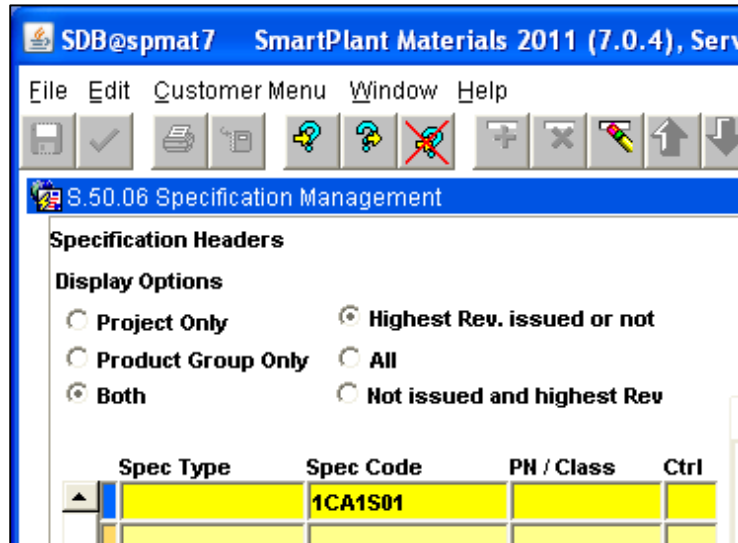 SDB@spmat7 SmartPlant Materials 2011 (7.0.4), Serv
File Edit Customer Menu Window Help
S.50.06 Specification Management
Specification Headers
Display Options
Project Only Highest Rev. issued or not
Product Group Only All
Both Not issued and highest Rev
Spec Type Spec Code PN / Class Ctrl
1CA1S01